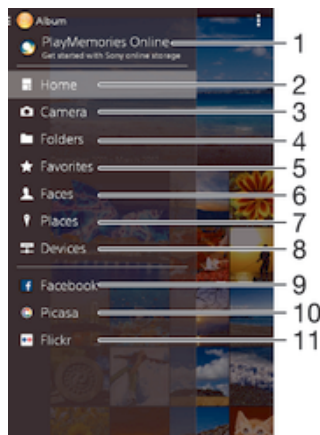 Album
PlayMemories Online 1
Get started with Sony online storage
Home 2
Camera 3
Folders 4
Favorites 5
Faces 6
Places 7
Devices 8
Facebook 9
Picasa 10
Flickr 11